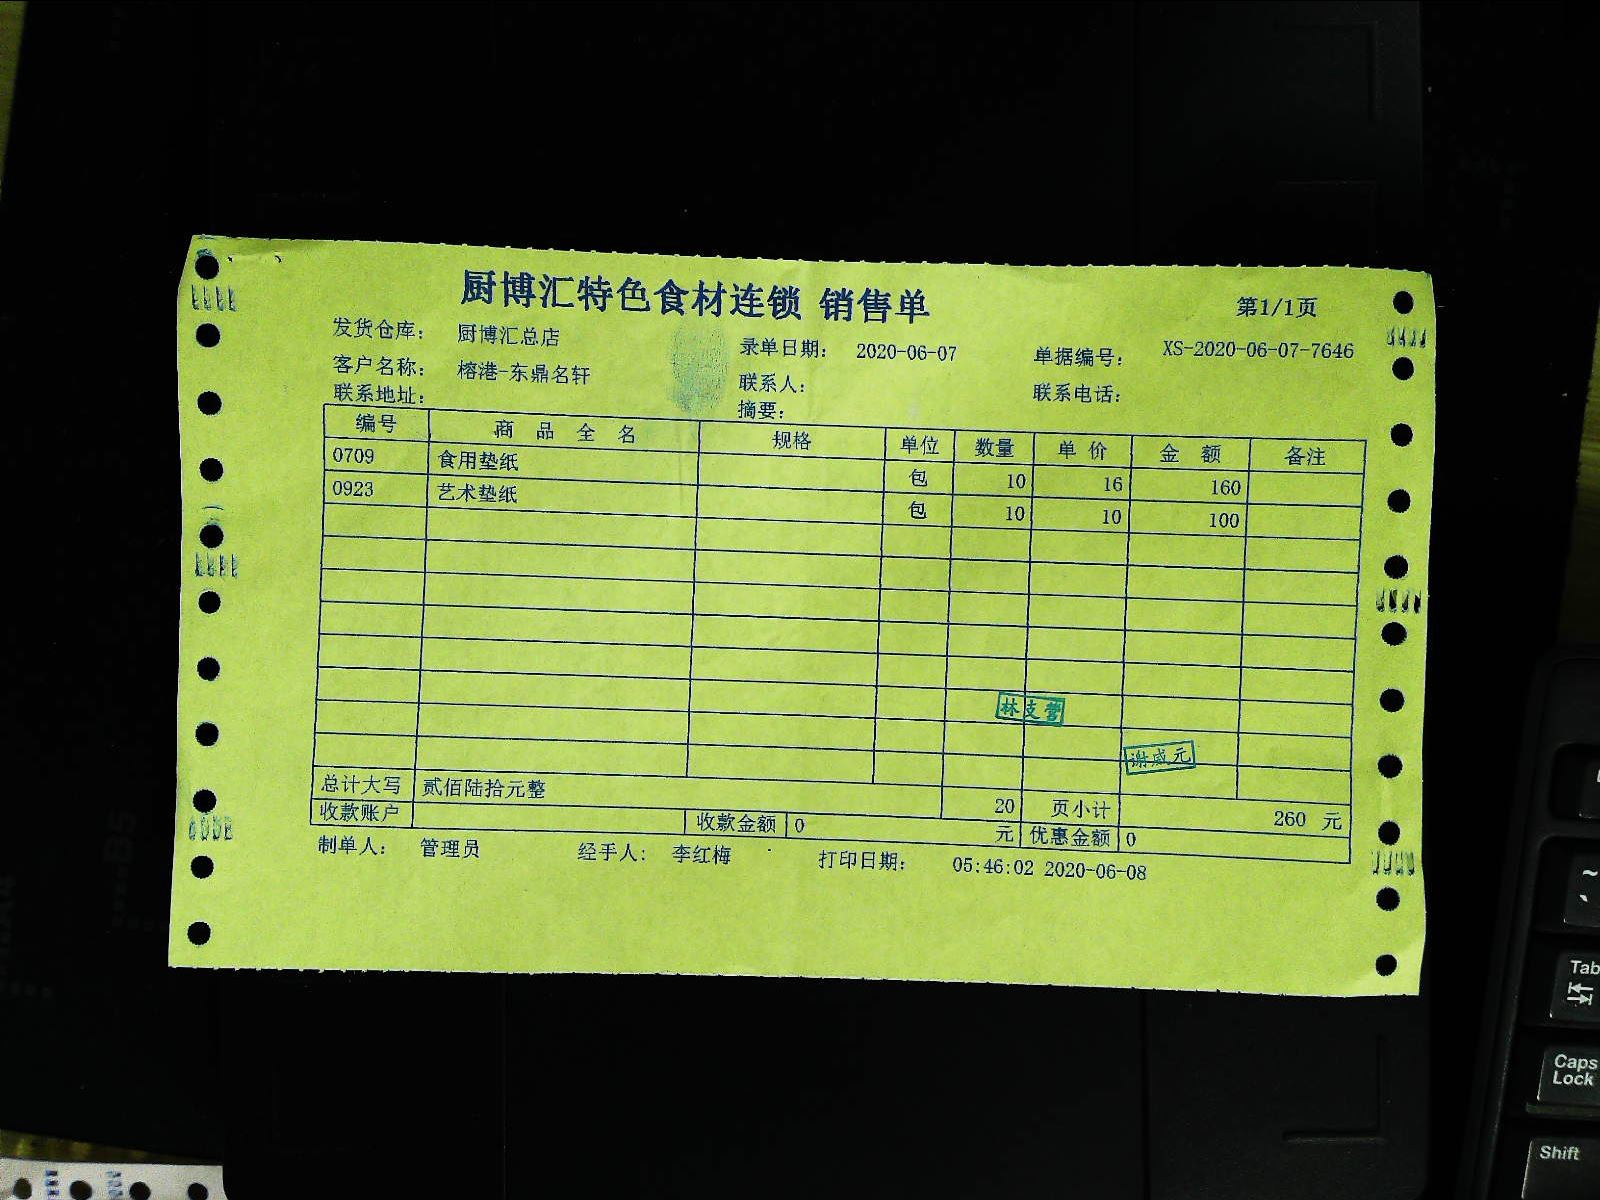 厨博汇特色食材连锁 销售单
第1/1页
发货仓库： 厨博汇总店 录单日期： 2020-06-07 单据编号： XS-2020-06-07-7646
客户名称： 榕港-东鼎名轩 联系人： 联系电话：
联系地址： 摘要：
编号 商品全名 规格 单位 数量 单价 金额 备注
0709 食用垫纸 包 10 16 160
0923 艺术垫纸 包 10 10 100
林支营
谢成元
总计大写 贰佰陆拾元整 20 页小计 260 元
收款账户 收款金额 0 元 优惠金额 0
制单人： 管理员 经手人： 李红梅 打印日期： 05:46:02 2020-06-08
B5
Tab
Caps Lock
Shift